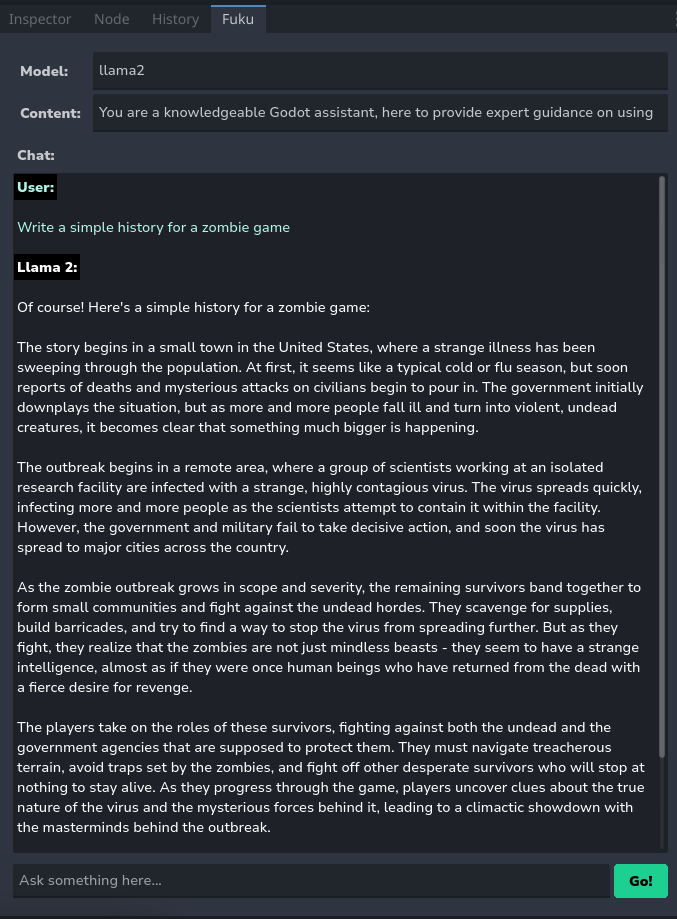 Inspector Node History Fuku
Model: llama2
Content: You are a knowledgeable Godot assistant, here to provide expert guidance on using
Chat:
User:
Write a simple history for a zombie game
Llama 2:
Of course! Here's a simple history for a zombie game:
The story begins in a small town in the United States, where a strange illness has been
sweeping through the population. At first, it seems like a typical cold or flu season, but soon
reports of deaths and mysterious attacks on civilians begin to pour in. The government initially
downplays the situation, but as more and more people fall ill and turn into violent, undead
creatures, it becomes clear that something much bigger is happening.
The outbreak begins in a remote area, where a group of scientists working at an isolated
research facility are infected with a strange, highly contagious virus. The virus spreads quickly,
infecting more and more people as the scientists attempt to contain it within the facility.
However, the government and military fail to take decisive action, and soon the virus has
spread to major cities across the country.
As the zombie outbreak grows in scope and severity, the remaining survivors band together to
form small communities and fight against the undead hordes. They scavenge for supplies,
build barricades, and try to find a way to stop the virus from spreading further. But as they
fight, they realize that the zombies are not just mindless beasts - they seem to have a strange
intelligence, almost as if they were once human beings who have returned from the dead with
a fierce desire for revenge.
The players take on the roles of these survivors, fighting against both the undead and the
government agencies that are supposed to protect them. They must navigate treacherous
terrain, avoid traps set by the zombies, and fight off other desperate survivors who will stop at
nothing to stay alive. As they progress through the game, players uncover clues about the true
nature of the virus and the mysterious forces behind it, leading to a climactic showdown with
the masterminds behind the outbreak.
Ask something here... Go!